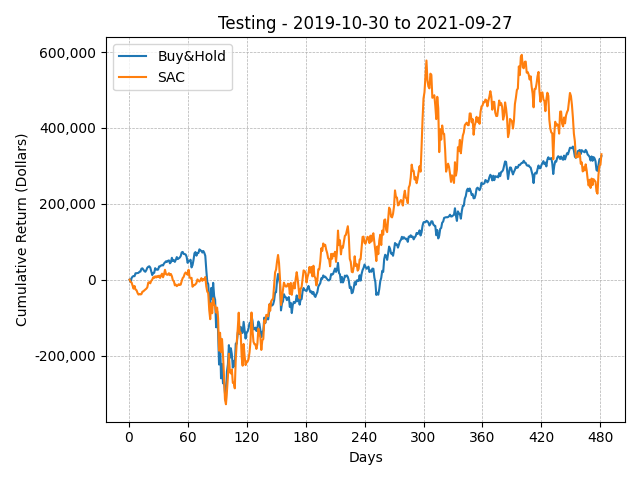 Testing - 2019-10-30 to 2021-09-27
Buy&Hold
SAC
Cumulative Return (Dollars)
600,000
400,000
200,000
0
-200,000
0 60 120 180 240 300 360 420 480
Days